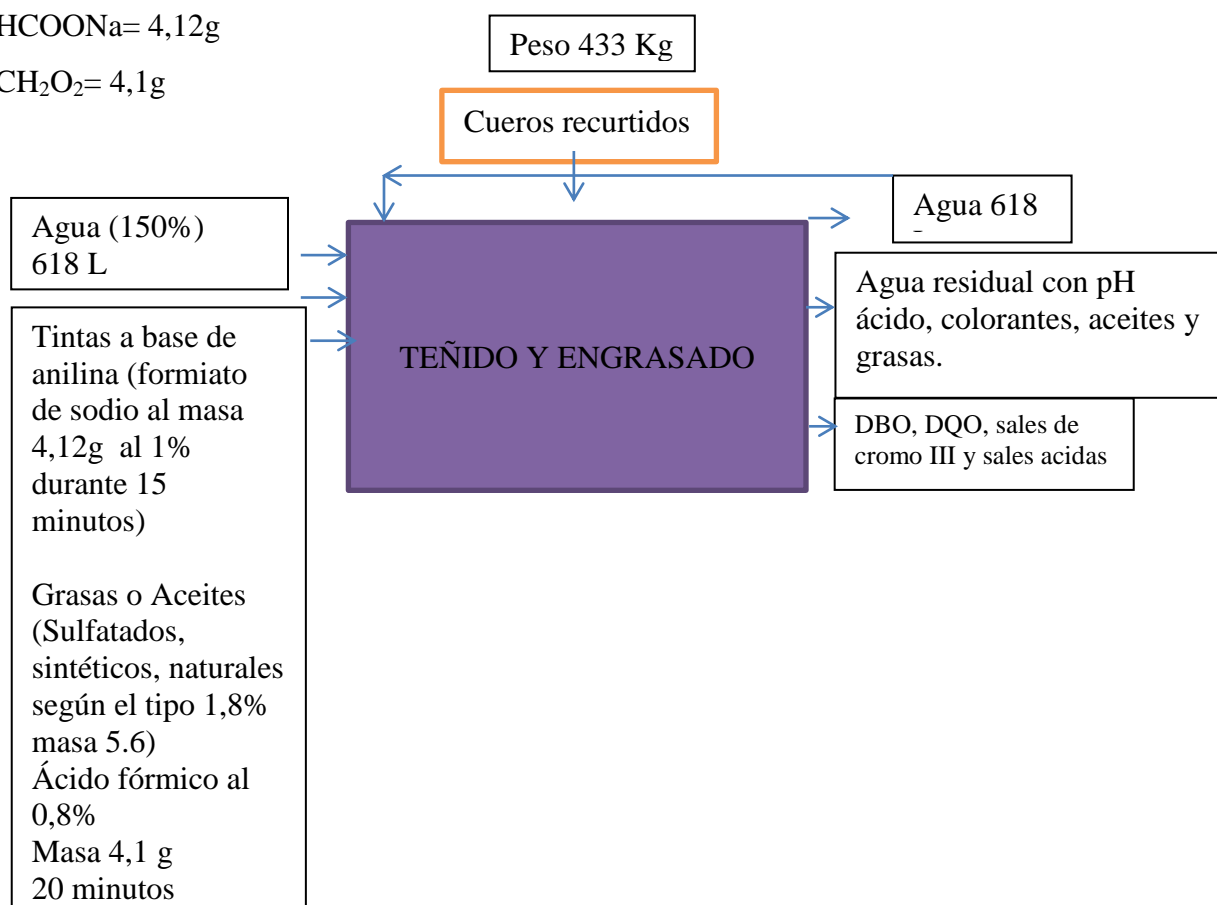 HCOONa= 4,12g
CH₂O₂= 4,1g
Peso 433 Kg
Cueros recurtidos
Agua (150%)
618 L
Tintas a base de
anilina (formiato
de sodio al masa
4,12g al 1%
durante 15
minutos)
Grasas o Aceites
(Sulfatados,
sintéticos, naturales
según el tipo 1,8%
masa 5.6)
Ácido fórmico al
0,8%
Masa 4,1 g
20 minutos
TEÑIDO Y ENGRASADO
Agua 618
Agua residual con pH
ácido, colorantes, aceites y
grasas.
DBO, DQO, sales de
cromo III y sales acidas